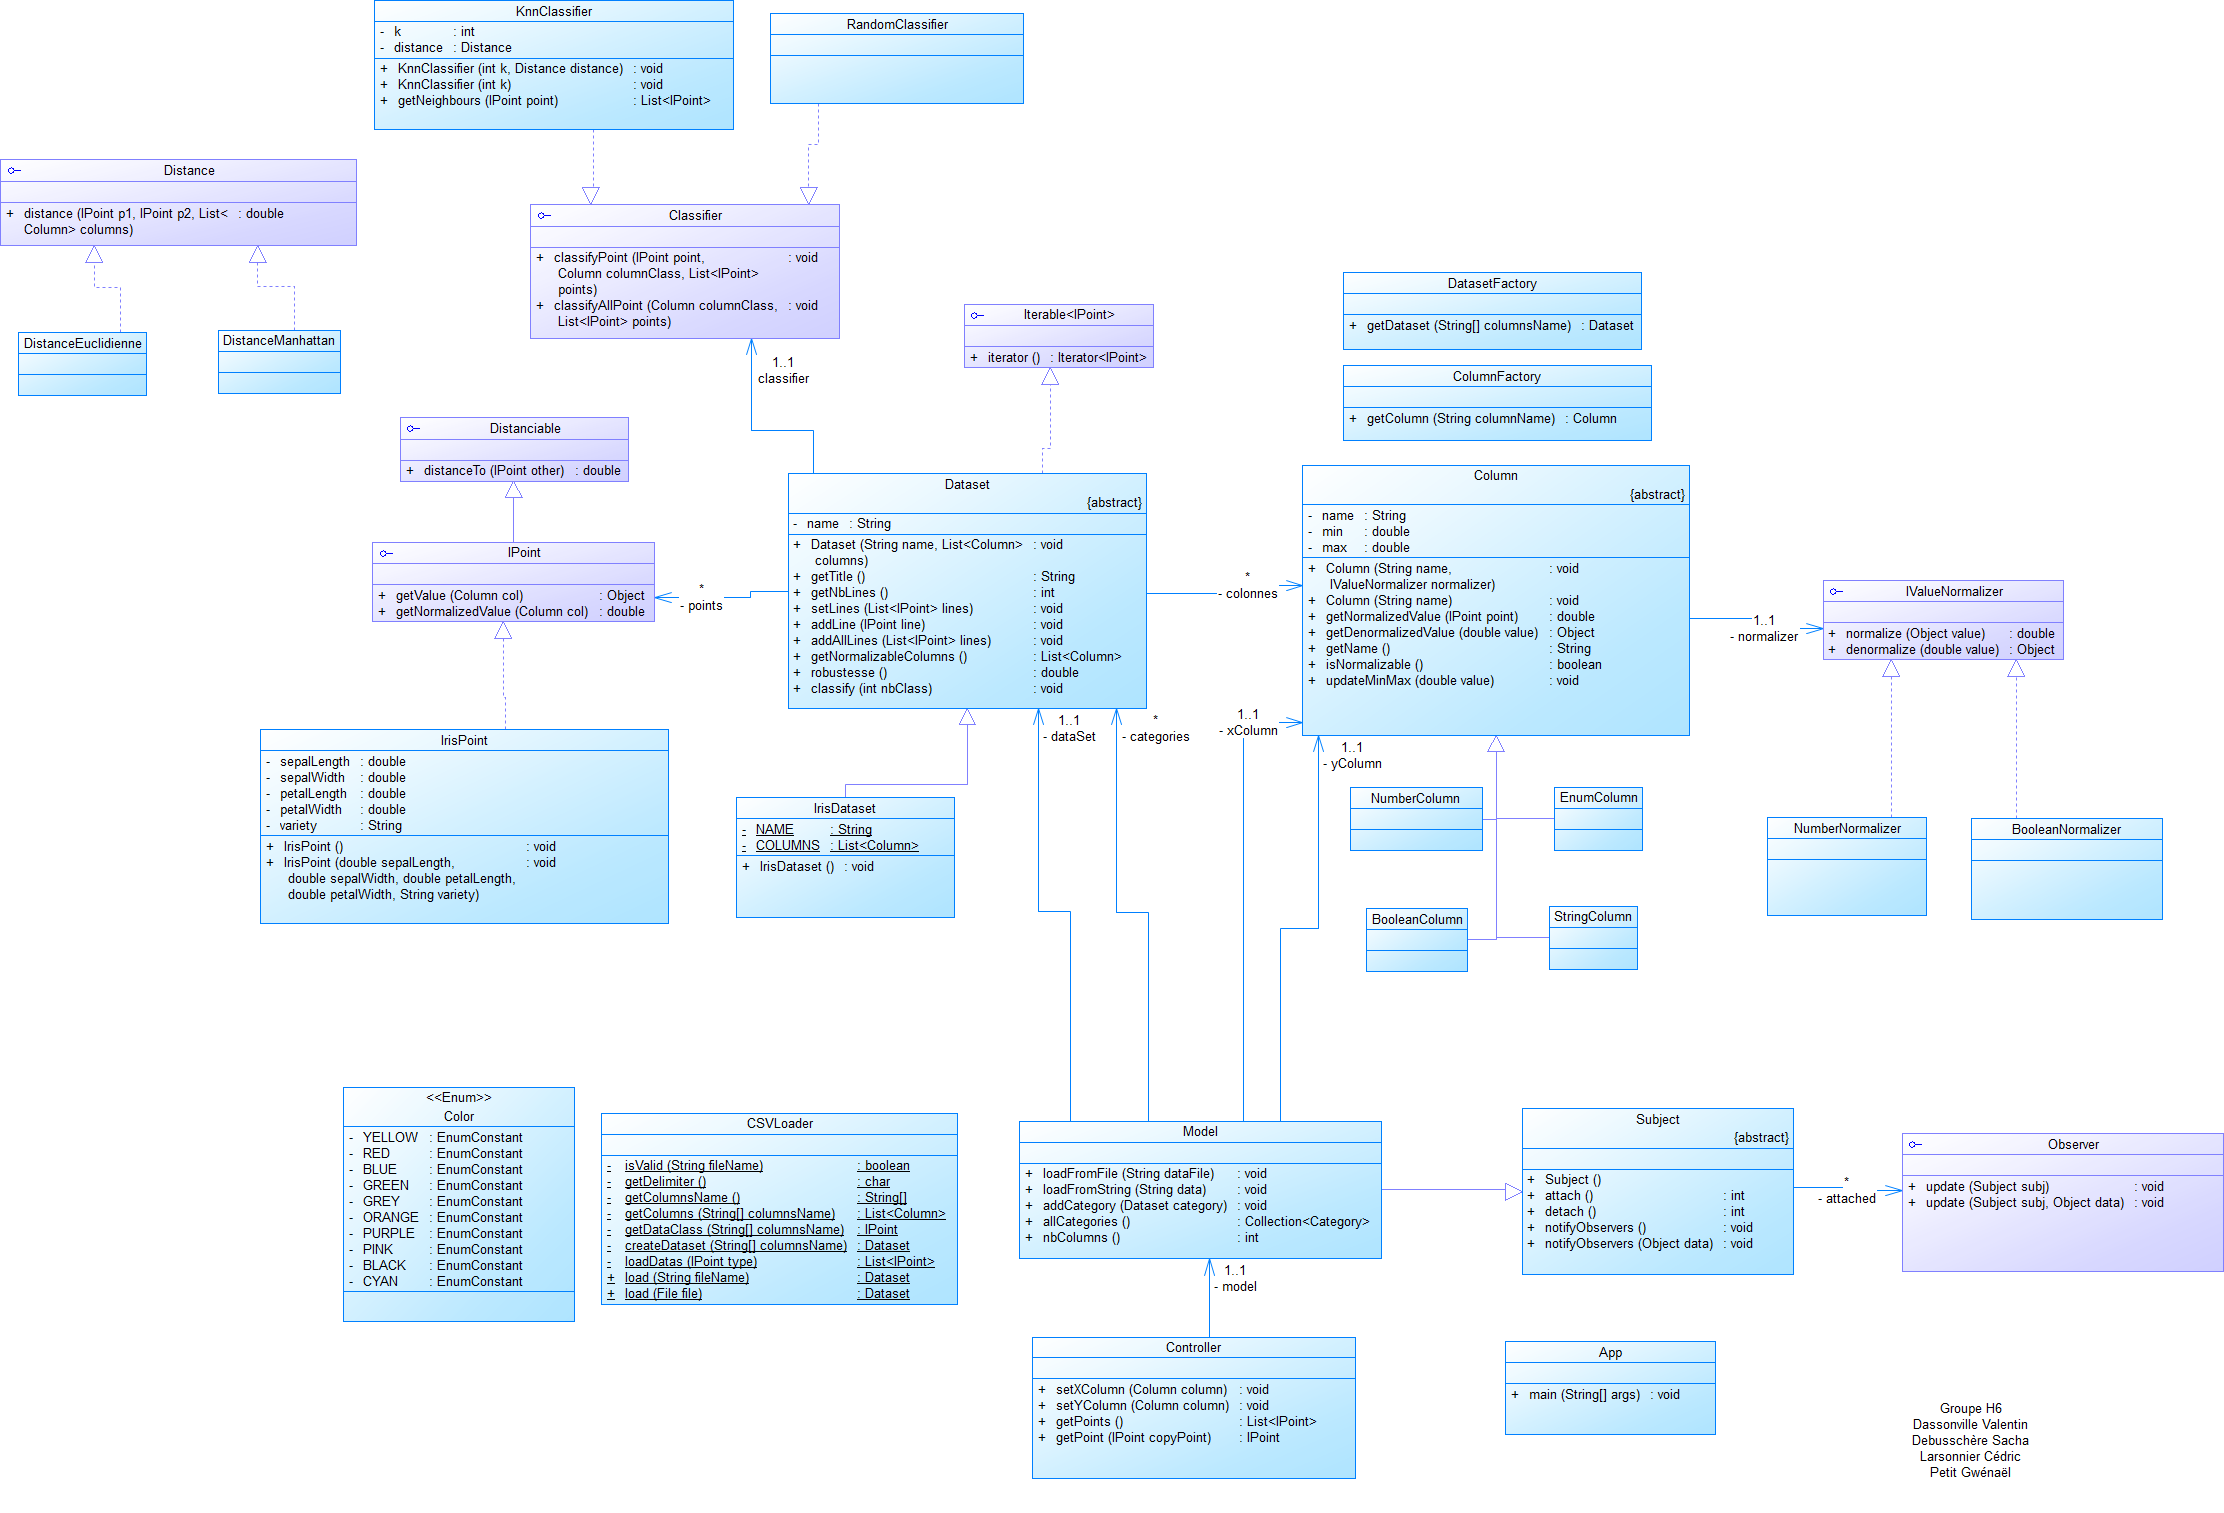 KnnClassifier
- k : int
- distance : Distance
+ KnnClassifier (int k, Distance distance) : void
+ KnnClassifier (int k) : void
+ getNeighbours (IPoint point) : List<IPoint>
RandomClassifier
Distance
+ distance (IPoint p1, IPoint p2, List< : double
Column> columns)
DistanceEuclidienne
DistanceManhattan
Classifier
+ classifyPoint (IPoint point, : void
Column columnClass, List<IPoint>
points)
+ classifyAllPoint (Column columnClass, : void
List<IPoint> points)
1..1
classifier
Iterable<IPoint>
+ iterator () : Iterator<IPoint>
DatasetFactory
+ getDataset (String[] columnsName) : Dataset
ColumnFactory
+ getColumn (String columnName) : Column
Distanciable
+ distanceTo (IPoint other) : double
IPoint
+ getValue (Column col) : Object
+ getNormalizedValue (Column col) : double
*
- points
Dataset
{abstract}
- name : String
+ Dataset (String name, List<Column> : void
columns)
+ getTitle () : String
+ getNbLines () : int
+ setLines (List<IPoint> lines) : void
+ addLine (IPoint line) : void
+ addAllLines (List<IPoint> lines) : void
+ getNormalizableColumns () : List<Column>
+ robustesse () : double
+ classify (int nbClass) : void
*
- colonnes
Column
{abstract}
- name : String
- min : double
- max : double
+ Column (String name, : void
IValueNormalizer normalizer)
+ Column (String name) : void
+ getNormalizedValue (IPoint point) : double
+ getDenormalizedValue (double value) : Object
+ getName () : String
+ isNormalizable () : boolean
+ updateMinMax (double value) : void
1..1
- normalizer
IValueNormalizer
+ normalize (Object value) : double
+ denormalize (double value) : Object
1..1
- dataSet
*
- categories
1..1
- xColumn
1..1
- yColumn
IrisPoint
- sepalLength : double
- sepalWidth : double
- petalLength : double
- petalWidth : double
- variety : String
+ IrisPoint () : void
+ IrisPoint (double sepalLength, : void
double sepalWidth, double petalLength,
double petalWidth, String variety)
IrisDataset
- NAME : String
- COLUMNS : List<Column>
+ IrisDataset () : void
NumberColumn
EnumColumn
BooleanColumn
StringColumn
NumberNormalizer
BooleanNormalizer
<<Enum>>
Color
- YELLOW : EnumConstant
- RED : EnumConstant
- BLUE : EnumConstant
- GREEN : EnumConstant
- GREY : EnumConstant
- ORANGE : EnumConstant
- PURPLE : EnumConstant
- PINK : EnumConstant
- BLACK : EnumConstant
- CYAN : EnumConstant
CSVLoader
- isValid (String fileName) : boolean
- getDelimiter () : char
- getColumnsName () : String[]
- getColumns (String[] columnsName) : List<Column>
- getDataClass (String[] columnsName) : IPoint
- createDataset (String[] columnsName) : Dataset
- loadDatas (IPoint type) : List<IPoint>
+ load (String fileName) : Dataset
+ load (File file) : Dataset
Model
+ loadFromFile (String dataFile) : void
+ loadFromString (String data) : void
+ addCategory (Dataset category) : void
+ allCategories () : Collection<Category>
+ nbColumns () : int
Subject
{abstract}
+ Subject ()
+ attach () : int
+ detach () : int
+ notifyObservers () : void
+ notifyObservers (Object data) : void
*
- attached
Observer
+ update (Subject subj) : void
+ update (Subject subj, Object data) : void
1..1
- model
Controller
+ setXColumn (Column column) : void
+ setYColumn (Column column) : void
+ getPoints () : List<IPoint>
+ getPoint (IPoint copyPoint) : IPoint
App
+ main (String[] args) : void
Groupe H6
Dassonville Valentin
Debusschère Sacha
Larsonnier Cédric
Petit Gwénaël